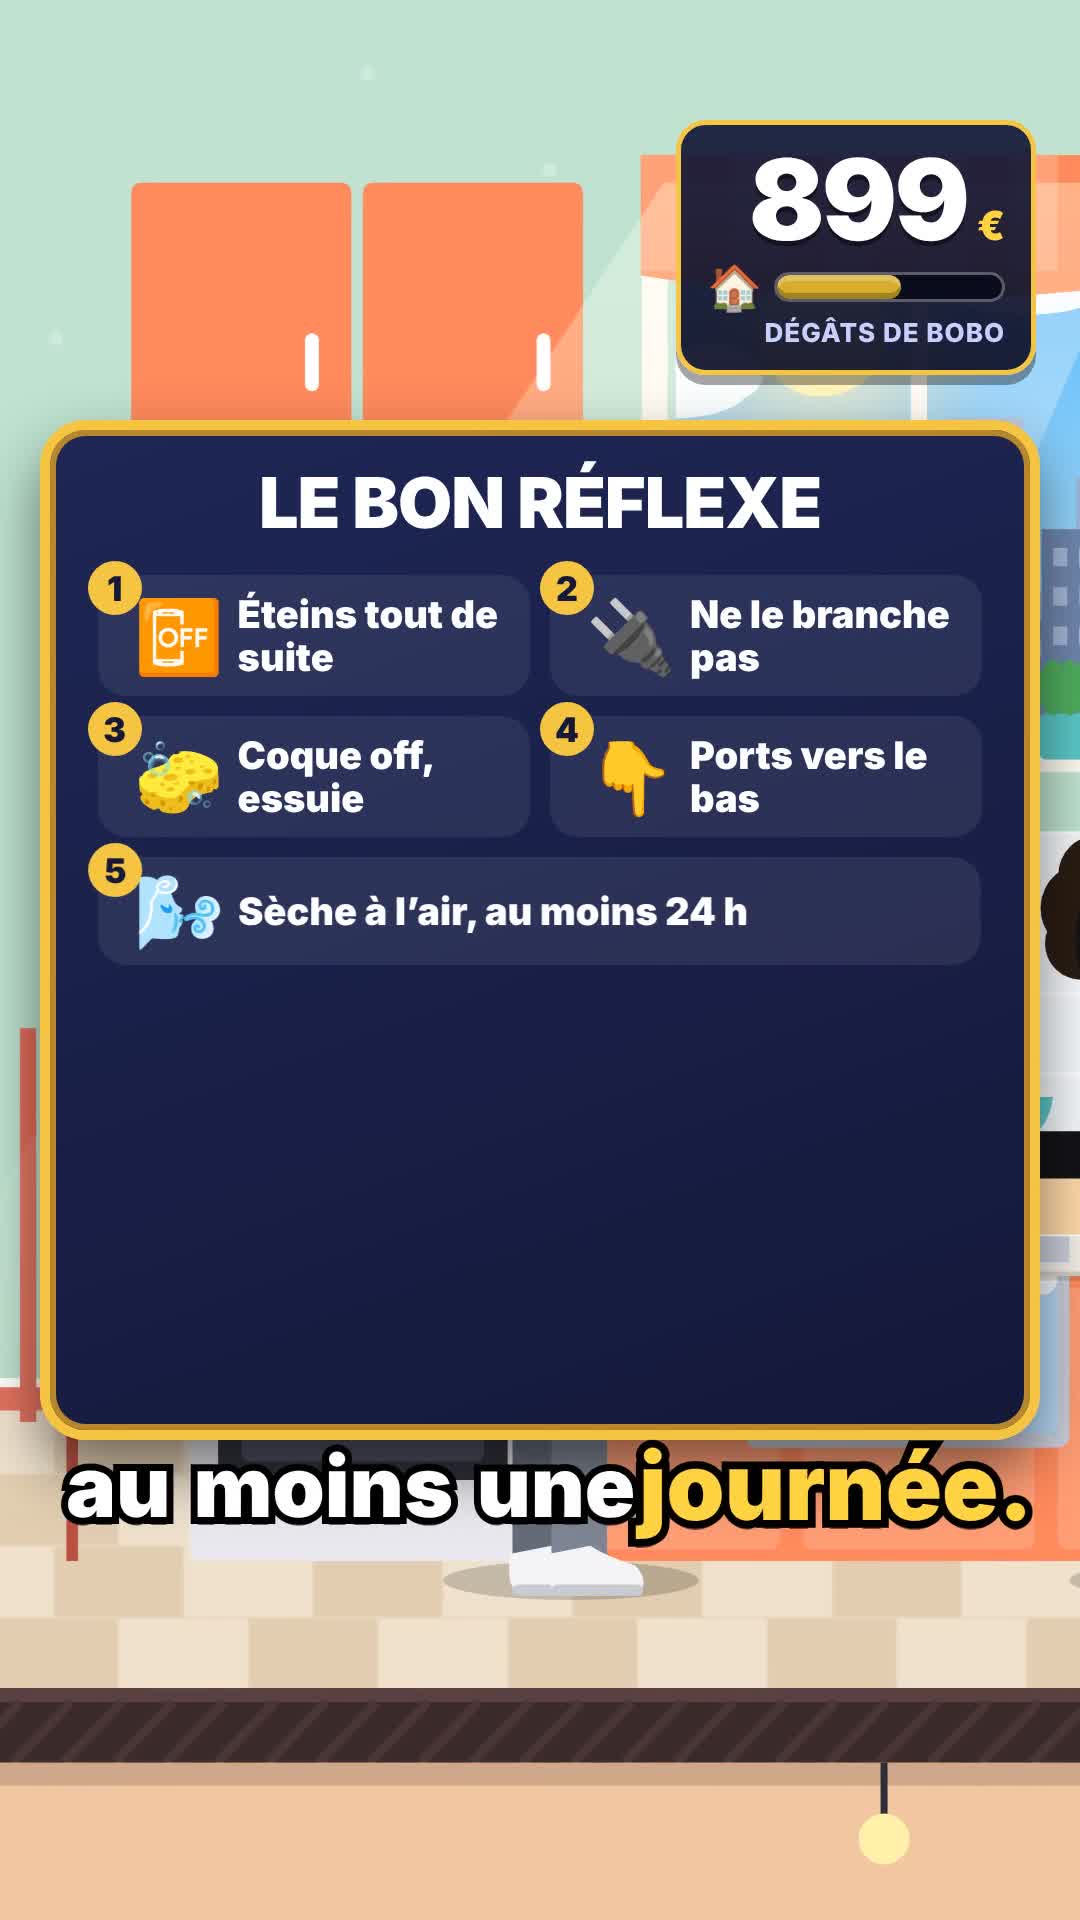 899 €
DÉGÂTS DE BOBO
LE BON RÉFLEXE
1
OFF
Éteins tout de
suite
2
Ne le branche
pas
3
Coque off,
essuie
4
Ports vers le
bas
5
Sèche à l’air, au moins 24 h
au moins une journée.